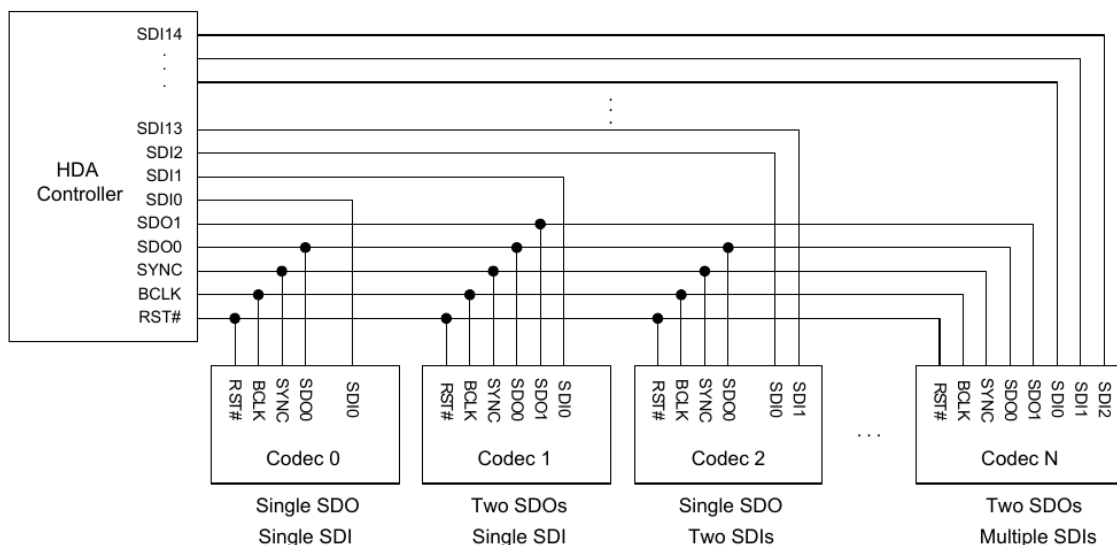 SDI14
.
.
.
SDI13
SDI2
SDI1
SDI0
SDO1
SDO0
SYNC
BCLK
RST#
HDA
Controller
.
.
.
RST#
BCLK
SYNC
SDO0
SDI0
Codec 0
Single SDO
Single SDI
RST#
BCLK
SYNC
SDO0
SDO1
SDI0
Codec 1
Two SDOs
Single SDI
RST#
BCLK
SYNC
SDO0
SDI0
SDI1
Codec 2
Single SDO
Two SDIs
. . .
RST#
BCLK
SYNC
SDO0
SDO1
SDI0
SDI1
SDI2
Codec N
Two SDOs
Multiple SDIs